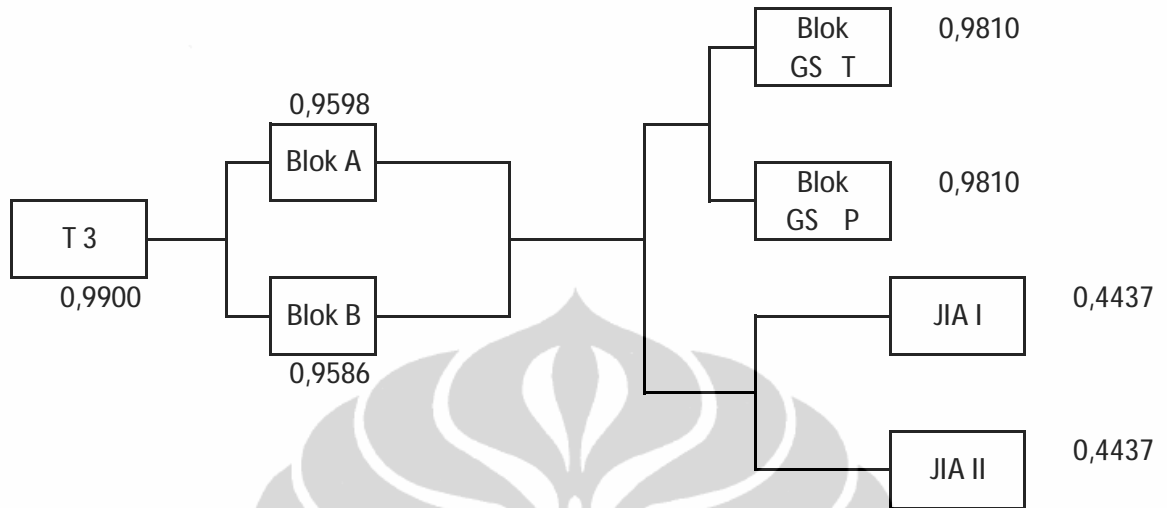 Blok
GS T
0,9810
0,9598
Blok A
Blok
GS P
0,9810
T 3
0,9900
Blok B
0,9586
JIA I
0,4437
JIA II
0,4437